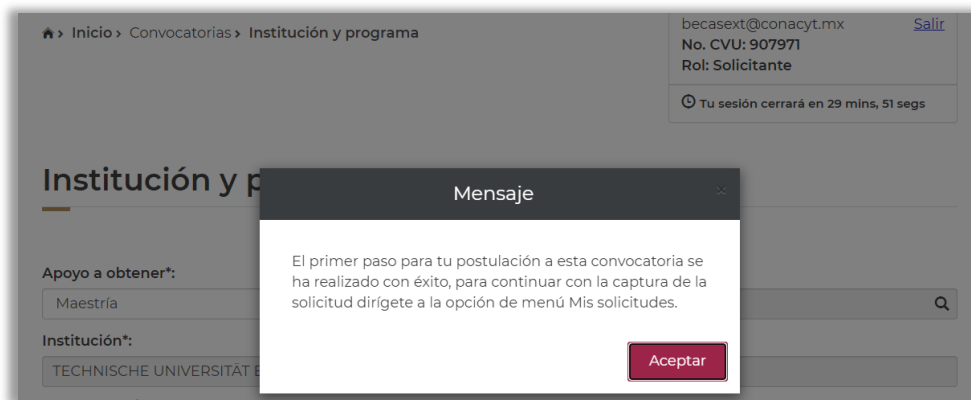 Inicio › Convocatorias › Institución y programa
becasext@conacyt.mx Salir
No. CVU: 907971
Rol: Solicitante
Tu sesión cerrará en 29 mins, 51 segs
Institución y p
Mensaje ×
El primer paso para tu postulación a esta convocatoria se
ha realizado con éxito, para continuar con la captura de la
solicitud dirígete a la opción de menú Mis solicitudes.
Aceptar
Apoyo a obtener*:
Maestría
Institución*:
TECHNISCHE UNIVERSITÄT